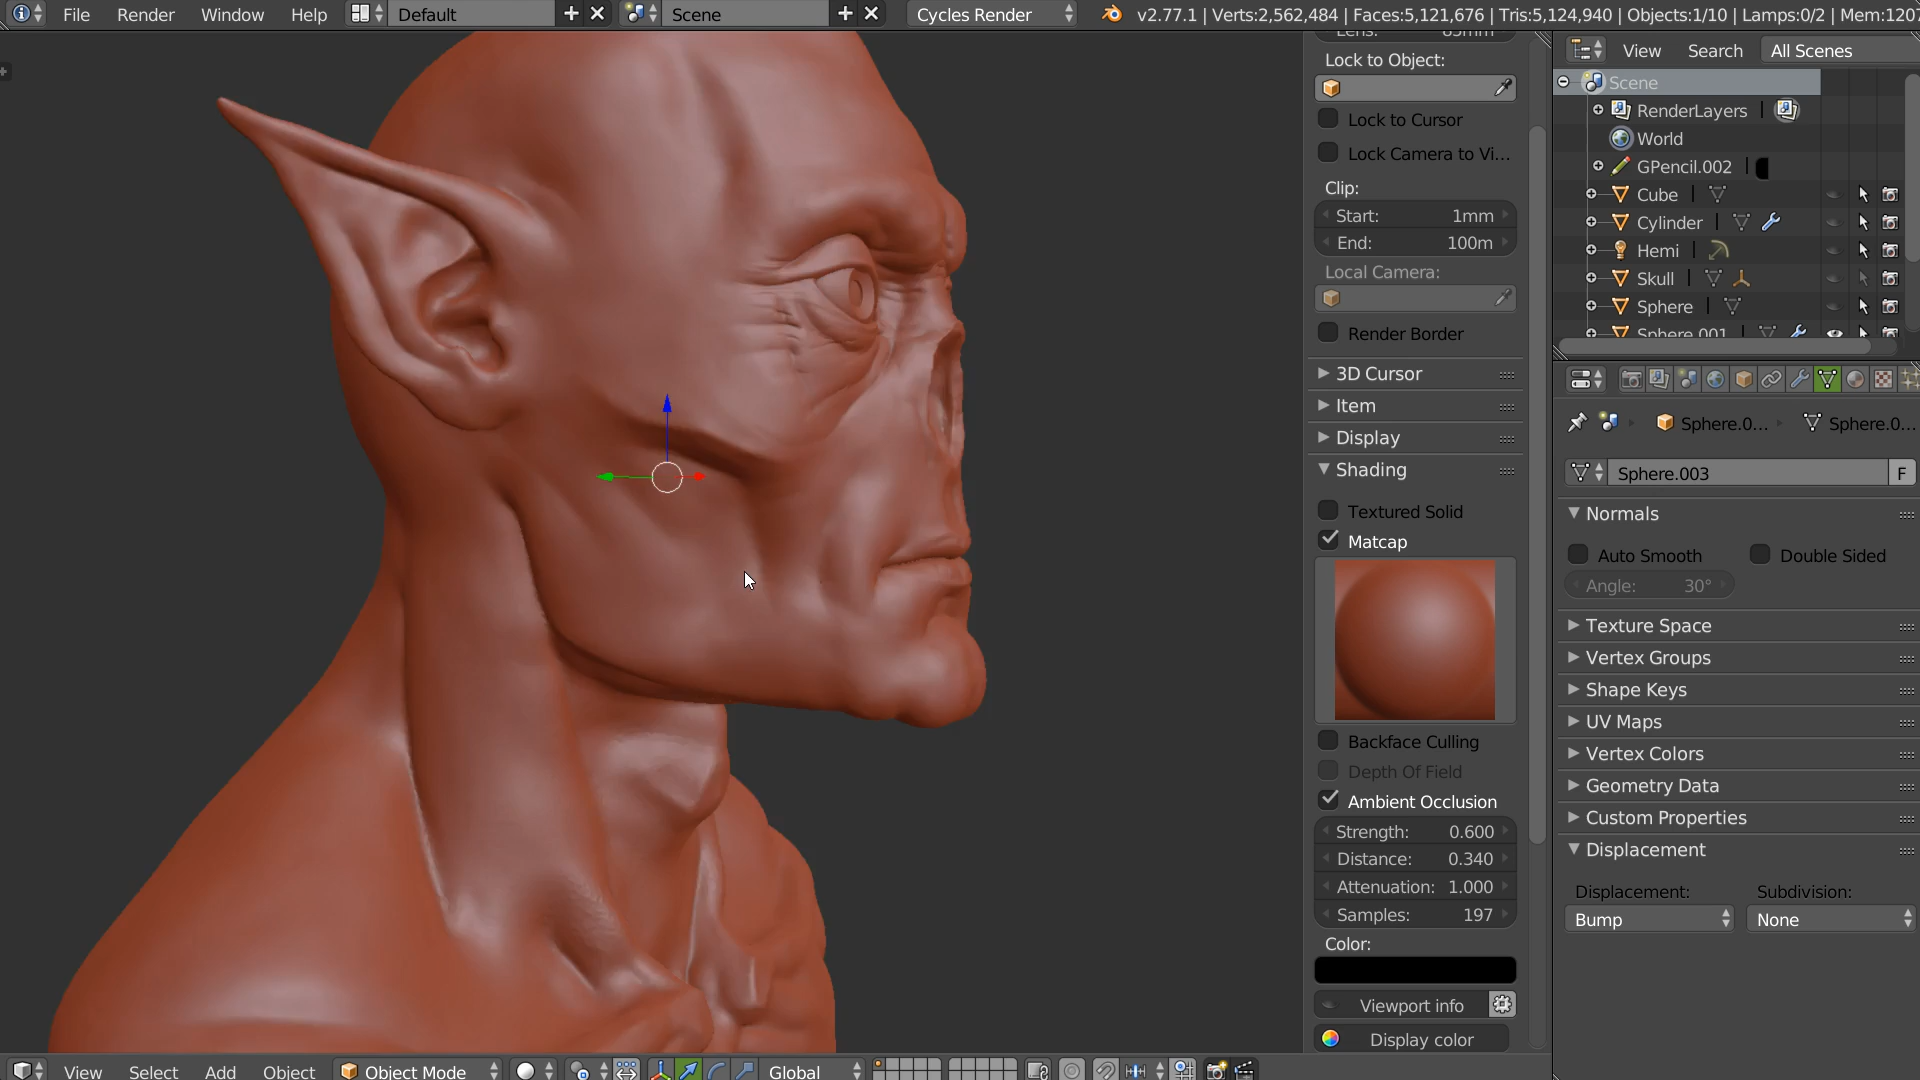 File Render Window Help Default Scene Cycles Render v2.77.1 | Verts:2,562,484 | Faces:5,121,676 | Tris:5,124,940 | Objects:1/10 | Lamps:0/2 | Mem:1207
Lens: 85mm
Lock to Object:
Lock to Cursor
Lock Camera to Vi...
Clip:
Start: 1mm
End: 100m
Local Camera:
Render Border
3D Cursor
Item
Display
Shading
Textured Solid
Matcap
Backface Culling
Depth Of Field
Ambient Occlusion
Strength: 0.600
Distance: 0.340
Attenuation: 1.000
Samples: 197
Color:
Viewport info
Display color
View Search All Scenes
Scene
RenderLayers
World
GPencil.002
Cube
Cylinder
Hemi
Skull
Sphere
Sphere.001
Sphere.0... Sphere.0...
Sphere.003 F
Normals
Auto Smooth Double Sided
Angle: 30°
Texture Space
Vertex Groups
Shape Keys
UV Maps
Vertex Colors
Geometry Data
Custom Properties
Displacement
Displacement: Subdivision:
Bump None
View Select Add Object Object Mode Global